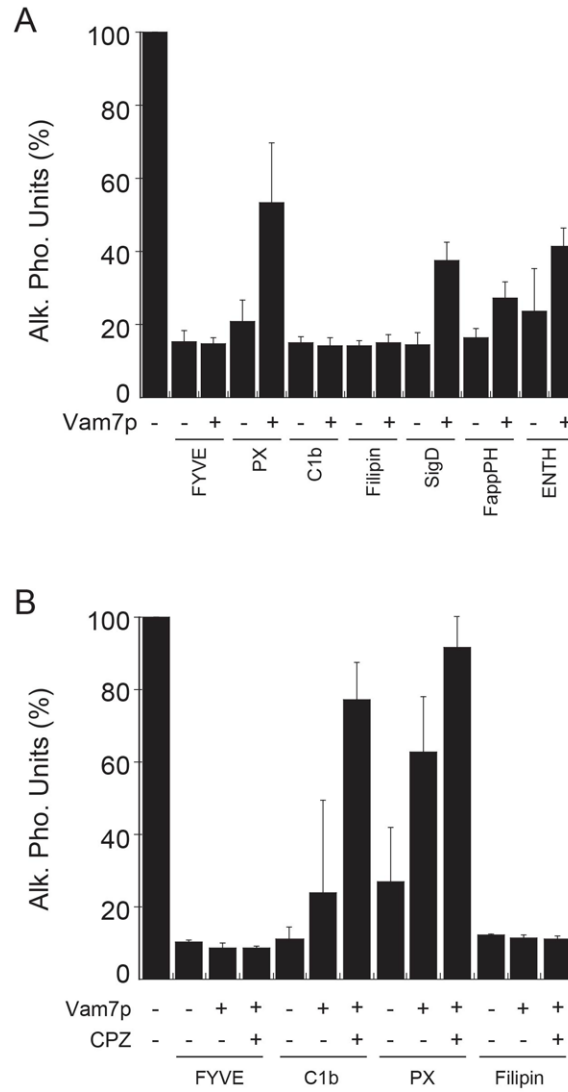 A
Alk. Pho. Units (%)
100
80
60
40
20
0
Vam7p - - + - + - + - + - + - + - +
FYVE PX C1b Filipin SigD FappPH ENTH
B
Alk. Pho. Units (%)
100
80
60
40
20
0
Vam7p - - + + - + + - + + - + +
CPZ - - - + - - + - - + - - +
FYVE C1b PX Filipin